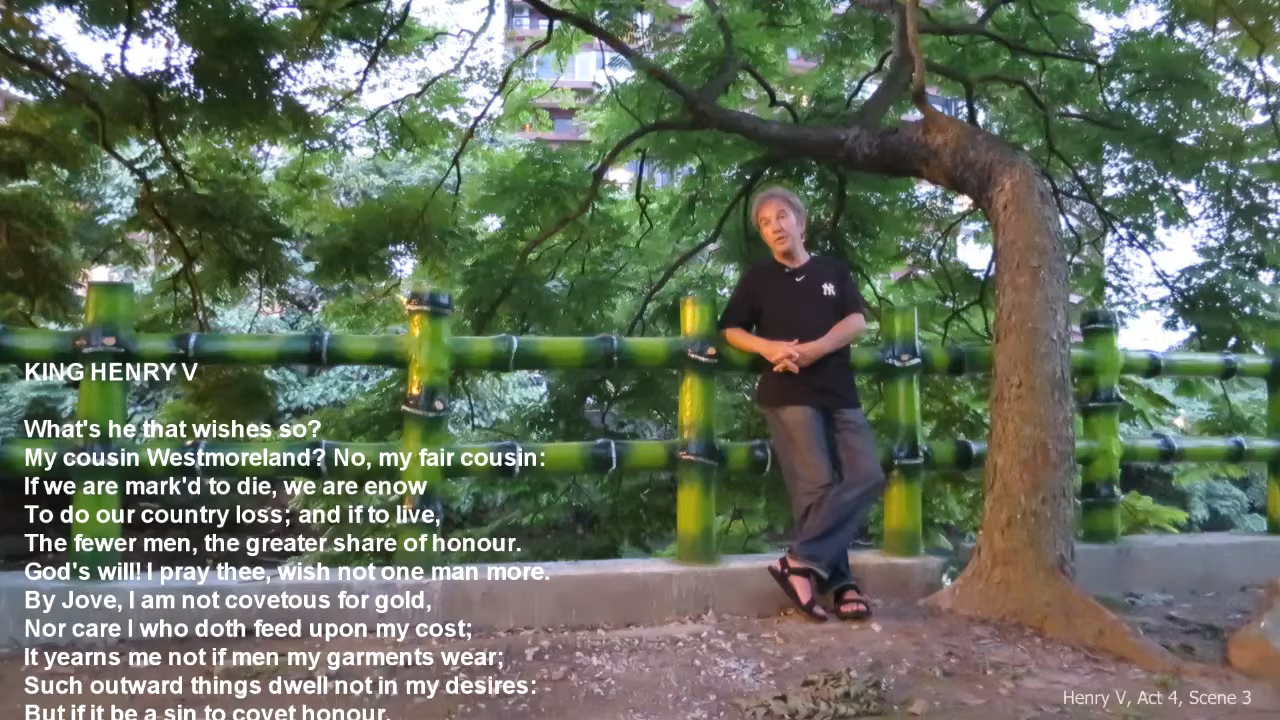 KING HENRY V
What's he that wishes so?
My cousin Westmoreland? No, my fair cousin:
If we are mark'd to die, we are enow
To do our country loss; and if to live,
The fewer men, the greater share of honour.
God's will! I pray thee, wish not one man more.
By Jove, I am not covetous for gold,
Nor care I who doth feed upon my cost;
It yearns me not if men my garments wear;
Such outward things dwell not in my desires:
But if it be a sin to covet honour,
Henry V, Act 4, Scene 3
NY